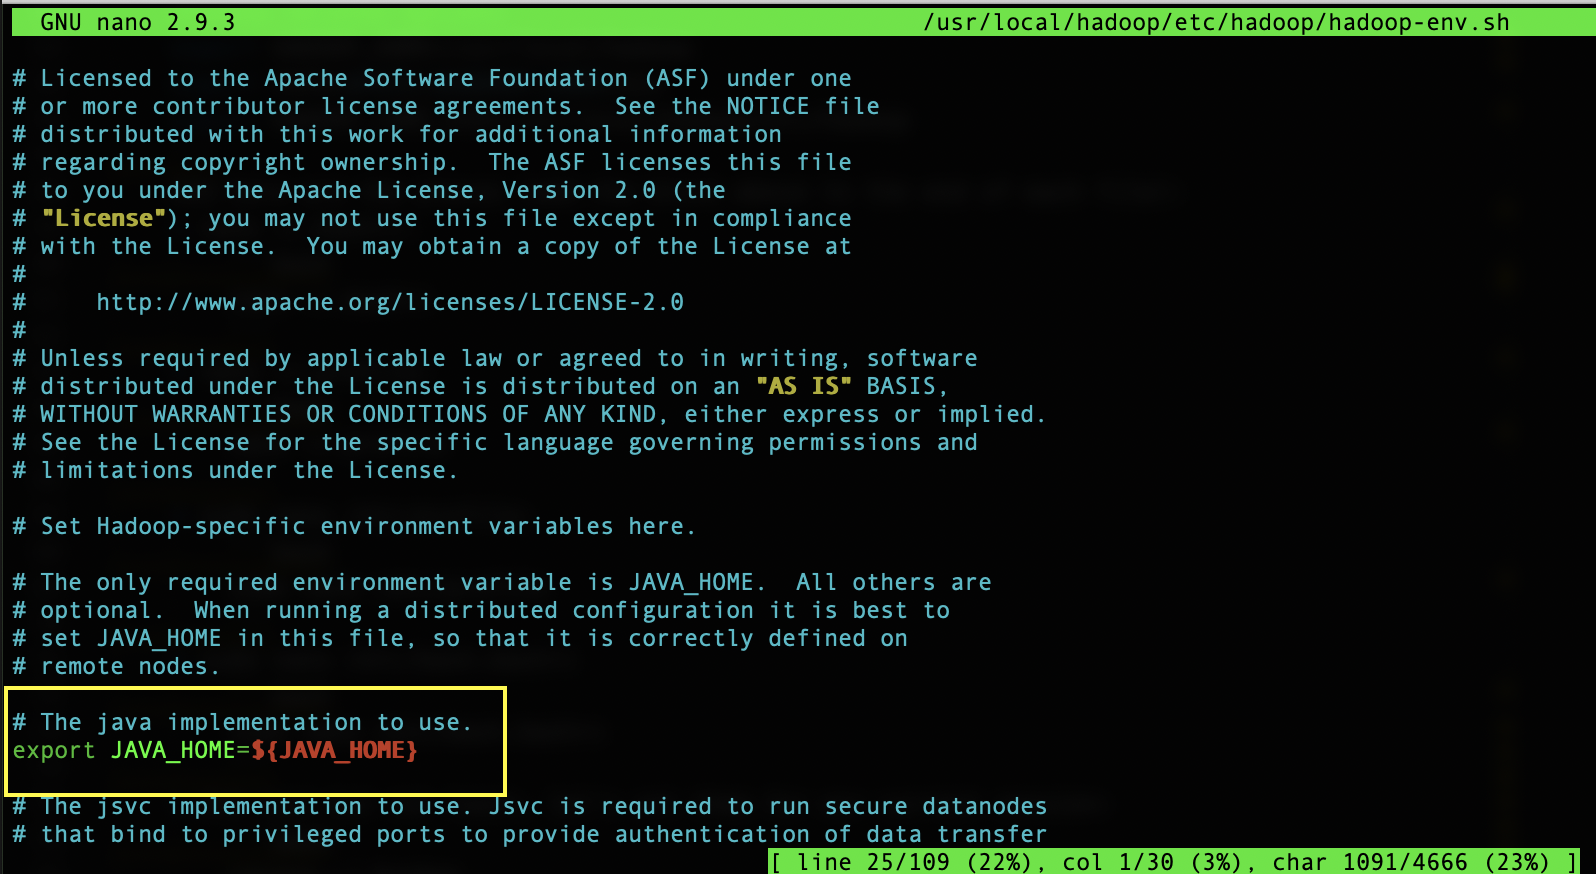 GNU nano 2.9.3 /usr/local/hadoop/etc/hadoop/hadoop-env.sh
# Licensed to the Apache Software Foundation (ASF) under one
# or more contributor license agreements.  See the NOTICE file
# distributed with this work for additional information
# regarding copyright ownership.  The ASF licenses this file
# to you under the Apache License, Version 2.0 (the
# "License"); you may not use this file except in compliance
# with the License.  You may obtain a copy of the License at
#
#     http://www.apache.org/licenses/LICENSE-2.0
#
# Unless required by applicable law or agreed to in writing, software
# distributed under the License is distributed on an "AS IS" BASIS,
# WITHOUT WARRANTIES OR CONDITIONS OF ANY KIND, either express or implied.
# See the License for the specific language governing permissions and
# limitations under the License.
# Set Hadoop-specific environment variables here.
# The only required environment variable is JAVA_HOME.  All others are
# optional.  When running a distributed configuration it is best to
# set JAVA_HOME in this file, so that it is correctly defined on
# remote nodes.
# The java implementation to use.
export JAVA_HOME=${JAVA_HOME}
# The jsvc implementation to use. Jsvc is required to run secure datanodes
# that bind to privileged ports to provide authentication of data transfer
[ line 25/109 (22%), col 1/30 (3%), char 1091/4666 (23%) ]